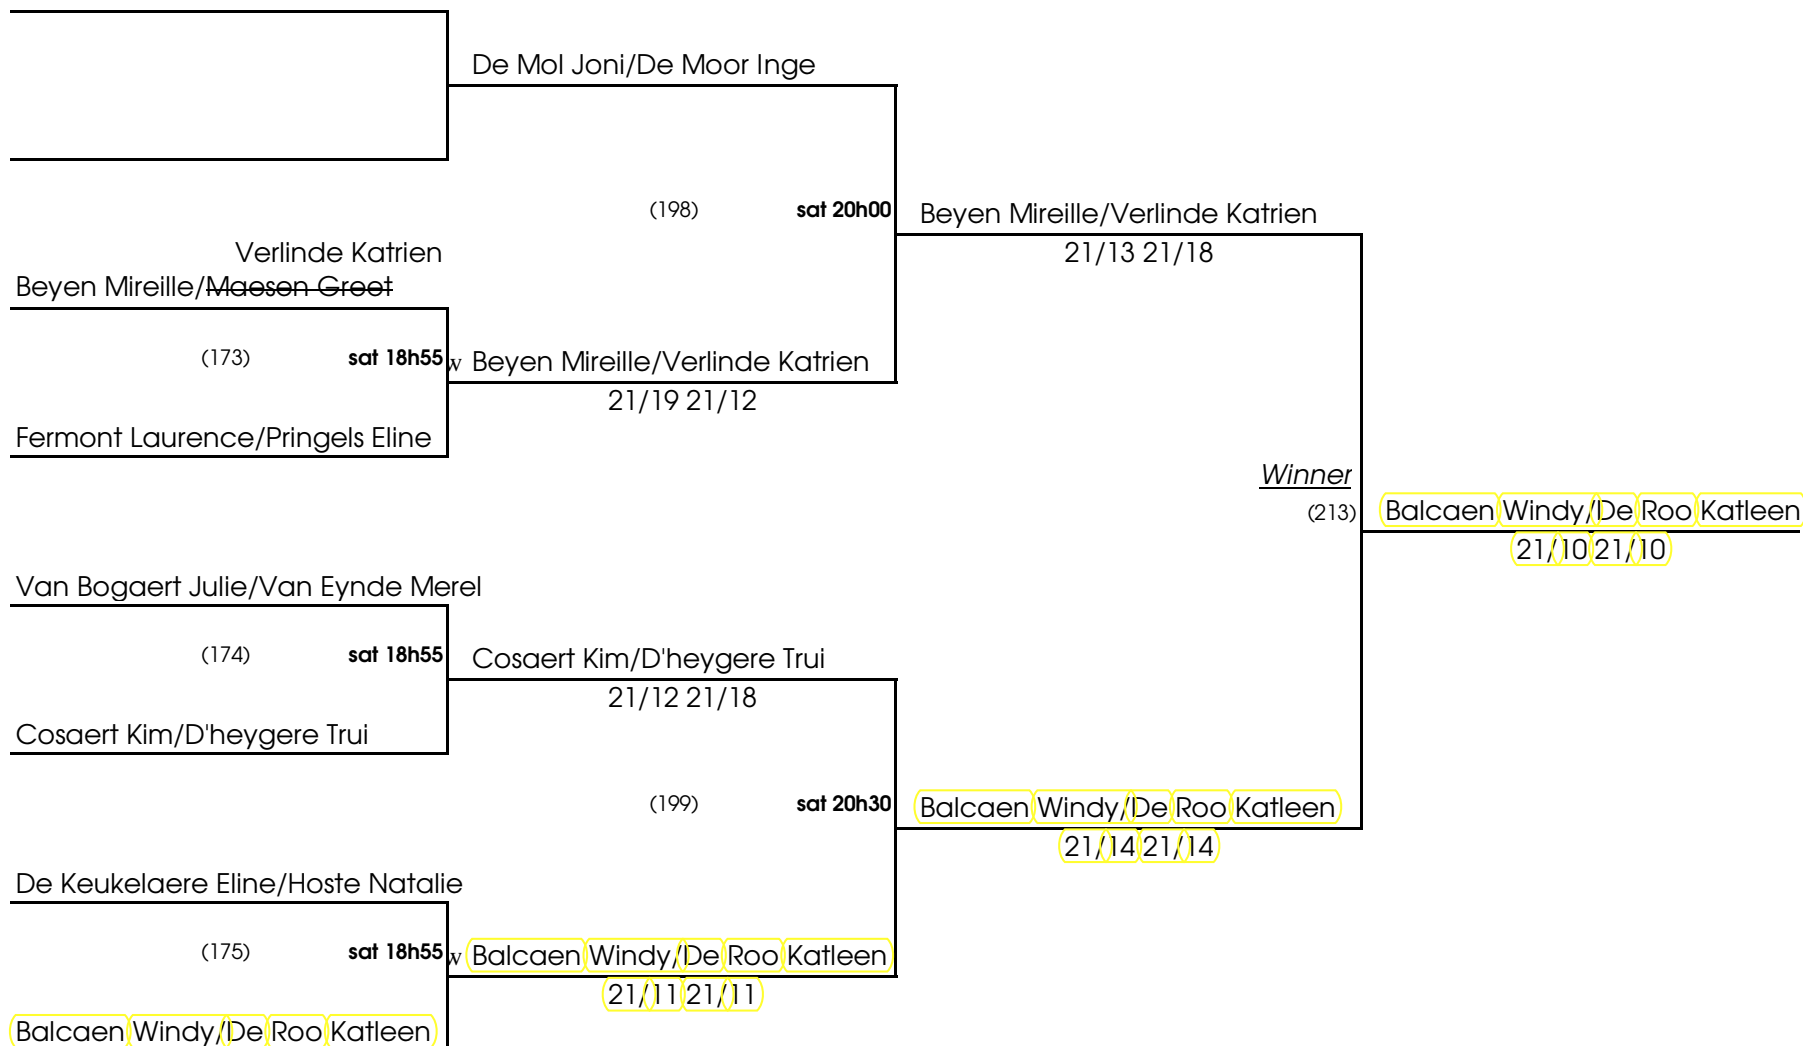 De Mol Joni/De Moor Inge
(198) sat 20h00
Beyen Mireille/Verlinde Katrien
21/13 21/18
Verlinde Katrien
Beyen Mireille/Maesen Greet
(173) sat 18h55
w Beyen Mireille/Verlinde Katrien
21/19 21/12
Fermont Laurence/Pringels Eline
Winner
(213)
Balcaen Windy/De Roo Katleen
21/10 21/10
Van Bogaert Julie/Van Eynde Merel
(174) sat 18h55
Cosaert Kim/D'heygere Trui
21/12 21/18
Cosaert Kim/D'heygere Trui
(199) sat 20h30
Balcaen Windy/De Roo Katleen
21/14 21/14
De Keukelaere Eline/Hoste Natalie
(175) sat 18h55
w Balcaen Windy/De Roo Katleen
21/11 21/11
Balcaen Windy/De Roo Katleen